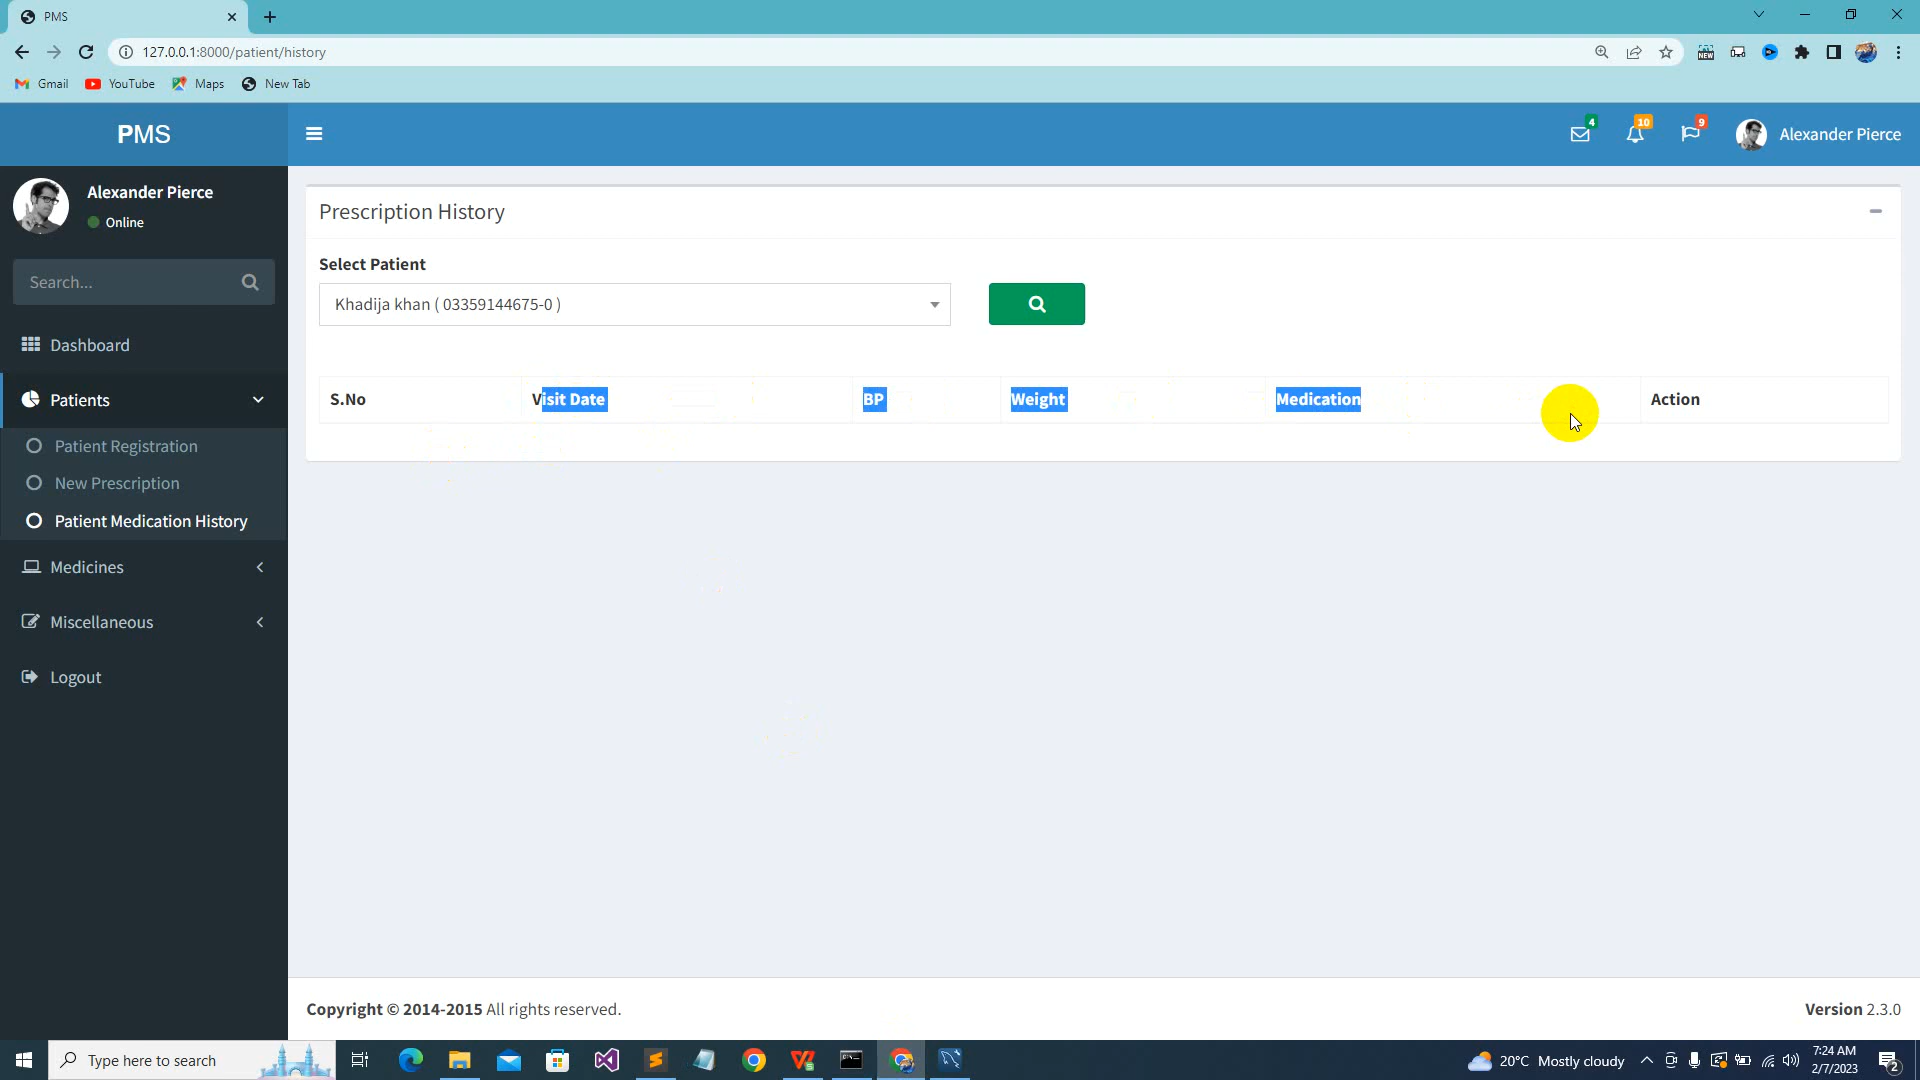 PMS
127.0.0.1:8000/patient/history
Gmail YouTube Maps New Tab
PMS
4 10 9 Alexander Pierce
Alexander Pierce
Online
Search...
Dashboard
Patients
Patient Registration
New Prescription
Patient Medication History
Medicines
Miscellaneous
Logout
Prescription History
Select Patient
Khadija khan ( 03359144675-0 )
S.No Visit Date BP Weight Medication Action
Copyright © 2014-2015 All rights reserved. Version 2.3.0
Type here to search 20°C Mostly cloudy 7:24 AM
2/7/2023 2